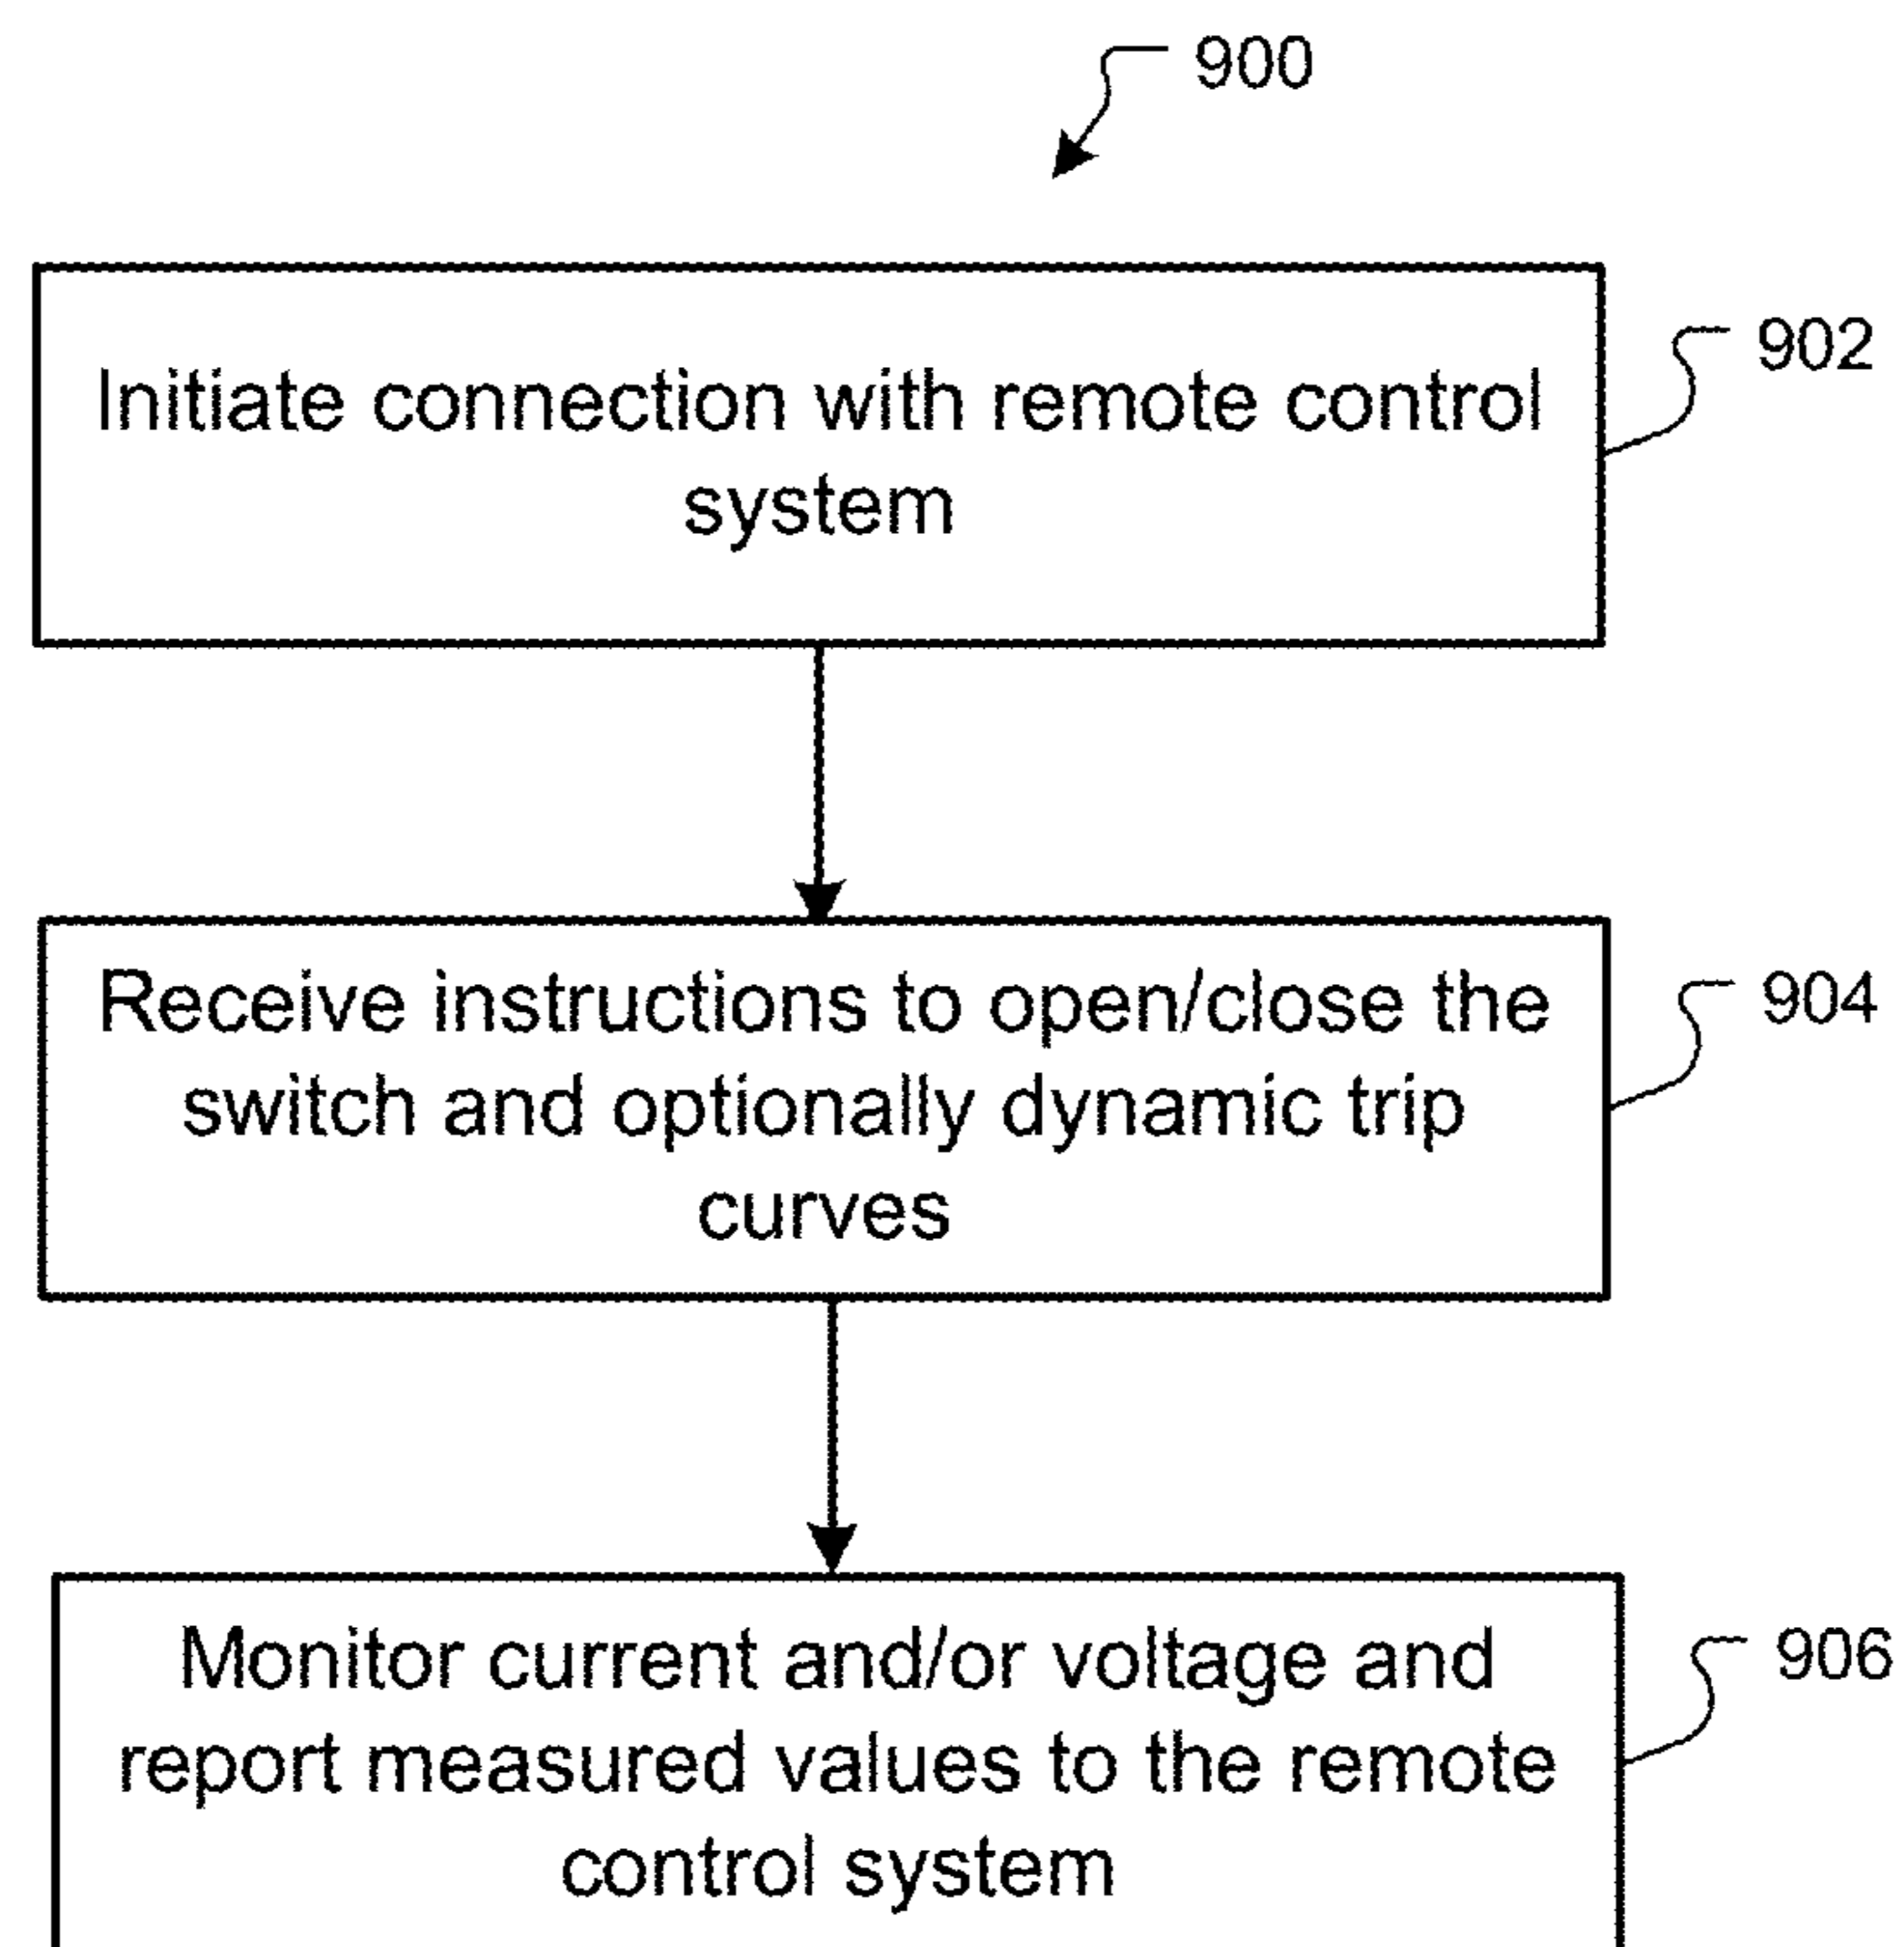 900
Initiate connection with remote control
system
902
Receive instructions to open/close the
switch and optionally dynamic trip
curves
904
Monitor current and/or voltage and
report measured values to the remote
control system
906